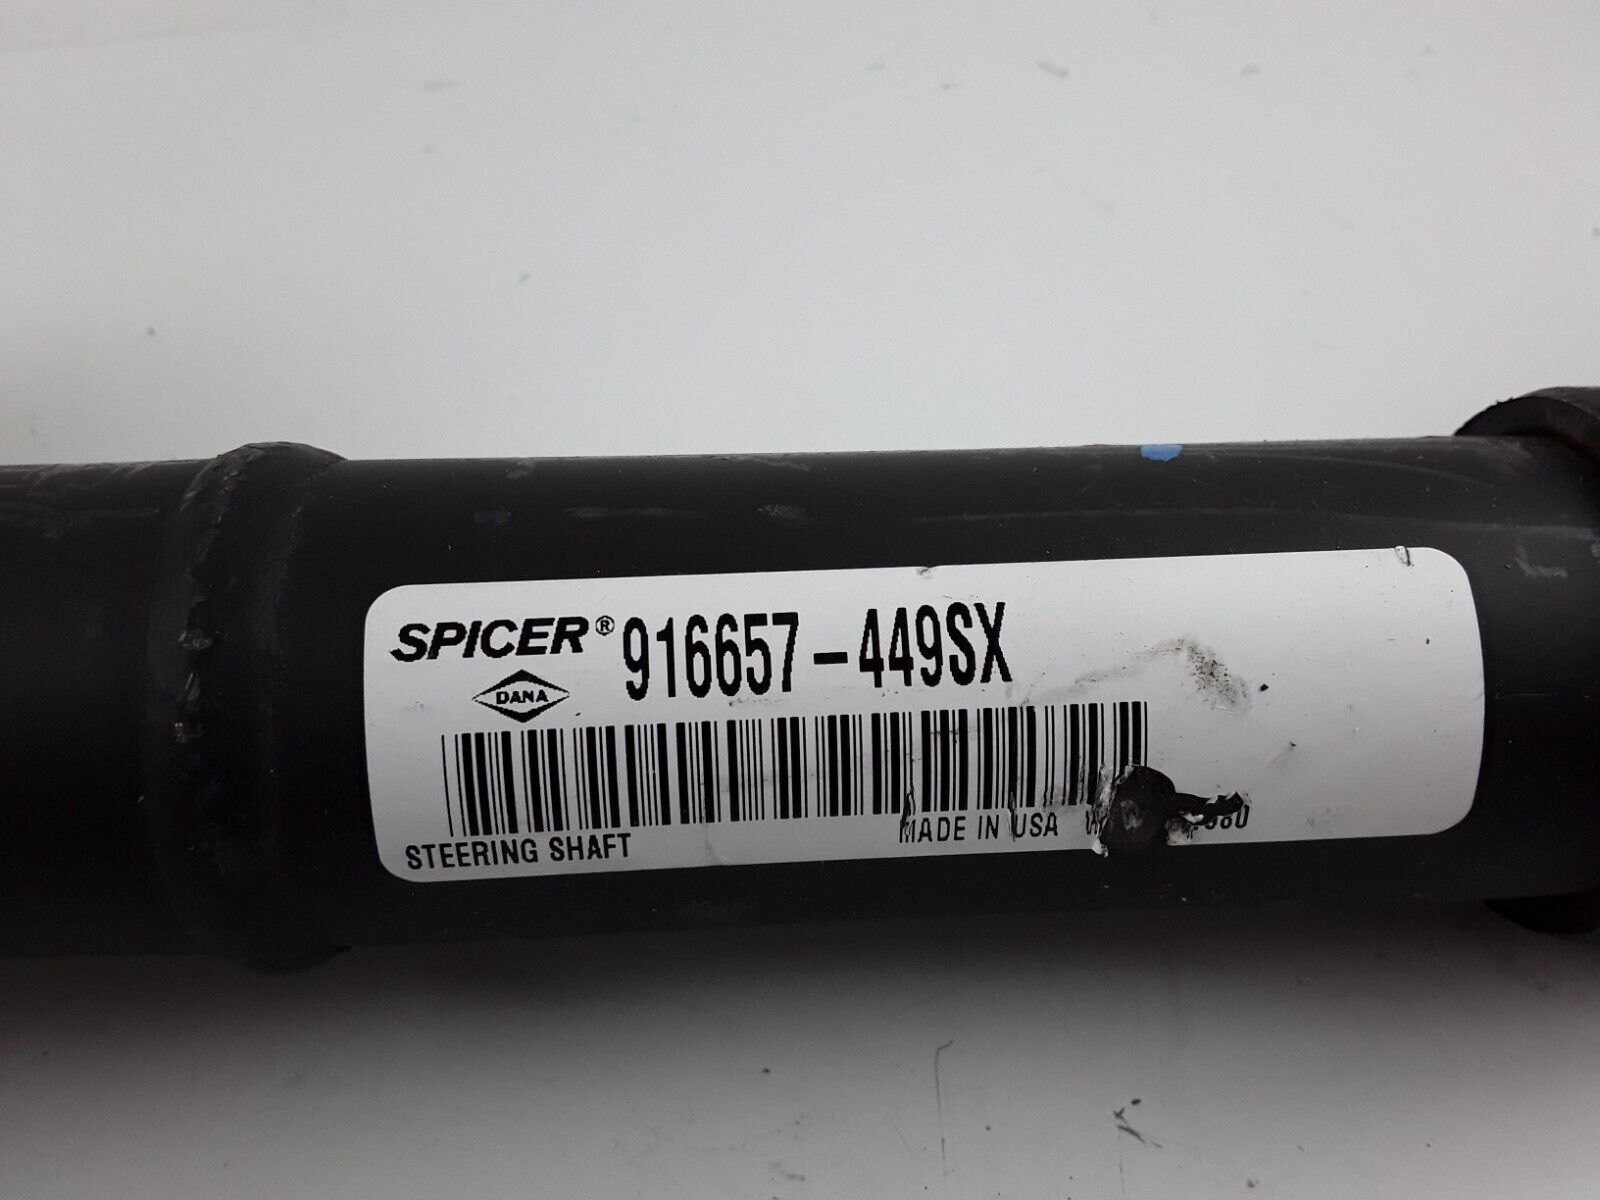 SPICER® 916657-449SX
DANA
STEERING SHAFT MADE IN USA